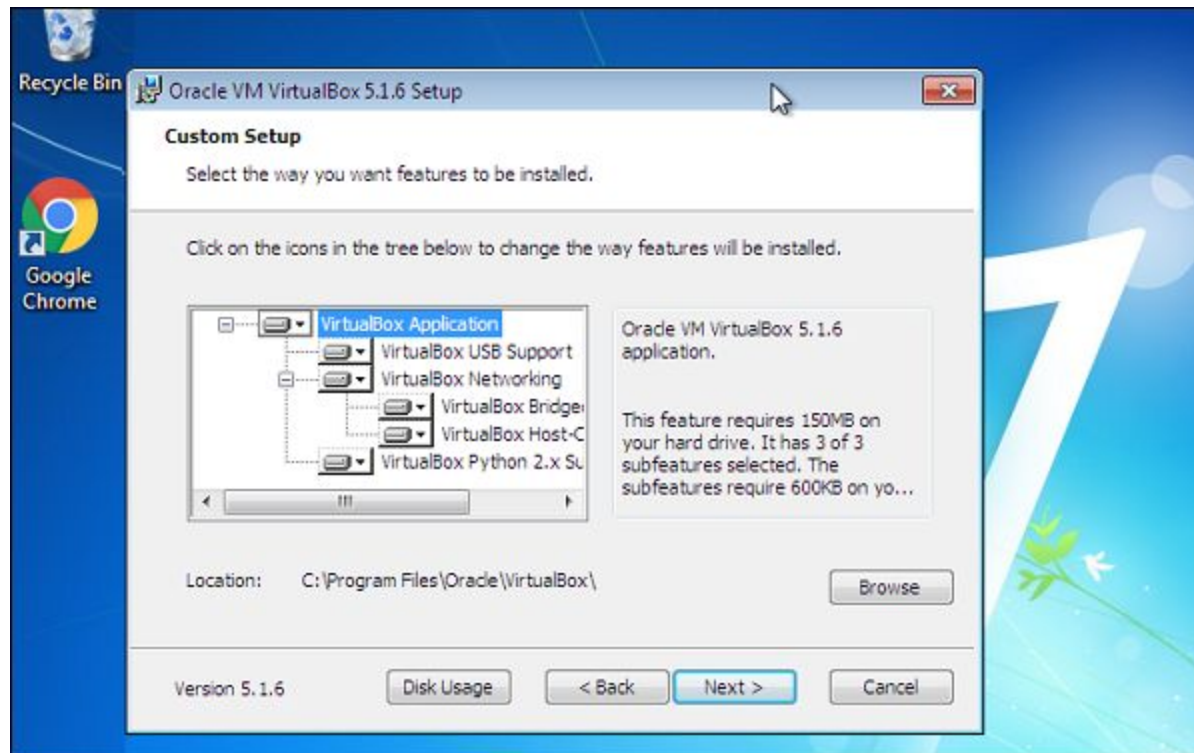 Recycle Bin
Google
Chrome
Oracle VM VirtualBox 5.1.6 Setup
Custom Setup
Select the way you want features to be installed.
Click on the icons in the tree below to change the way features will be installed.
VirtualBox Application
VirtualBox USB Support
VirtualBox Networking
VirtualBox Bridge
VirtualBox Host-C
VirtualBox Python 2.x Su
Oracle VM VirtualBox 5.1.6
application.
This feature requires 150MB on
your hard drive. It has 3 of 3
subfeatures selected. The
subfeatures require 600KB on yo...
Location: C:\Program Files\Oracle\VirtualBox\
Browse
Version 5.1.6
Disk Usage
< Back
Next >
Cancel